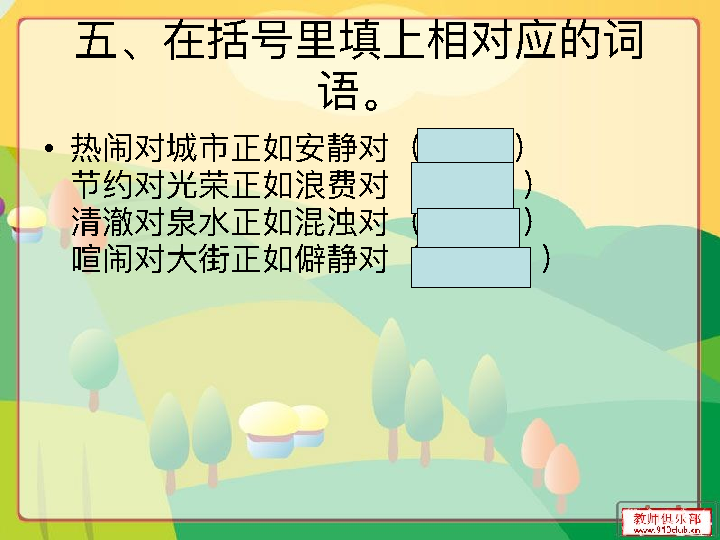 五、在括号里填上相对应的词
语。
• 热闹对城市正如安静对（ ）
节约对光荣正如浪费对 ）
清澈对泉水正如混浊对（ ）
喧闹对大街正如僻静对 ）
教师俱乐部
www.910club.cn